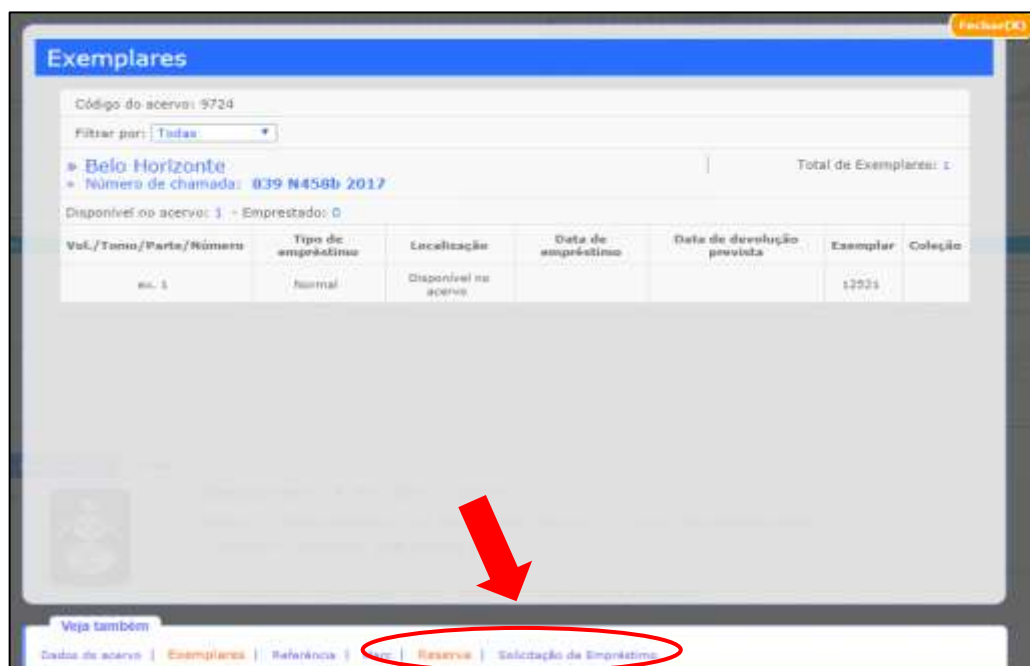 Fechar(X)
Exemplares
Código do acervo: 9724
Filtrar por: Todas
» Belo Horizonte
Total de Exemplares: 1
» Número de chamada: 039 N458b 2017
Disponível no acervo: 1 - Emprestado: 0
Vol./Tomo/Parte/Número Tipo de empréstimo Localização Data de empréstimo Data de devolução prevista Exemplar Coleção
ex. 1 Normal Disponível no acervo 12921
Veja também
Dados do acervo | Exemplares | Referência | Marc | Reserva | Solicitação de Empréstimo